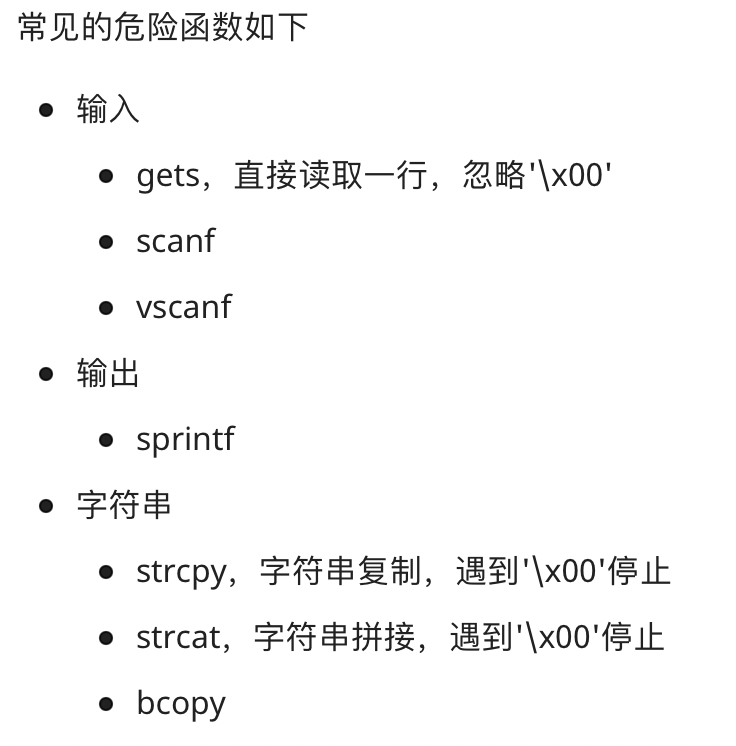 常见的危险函数如下
输入
gets，直接读取一行，忽略'\x00'
scanf
vscanf
输出
sprintf
字符串
strcpy，字符串复制，遇到'\x00'停止
strcat，字符串拼接，遇到'\x00'停止
bcopy